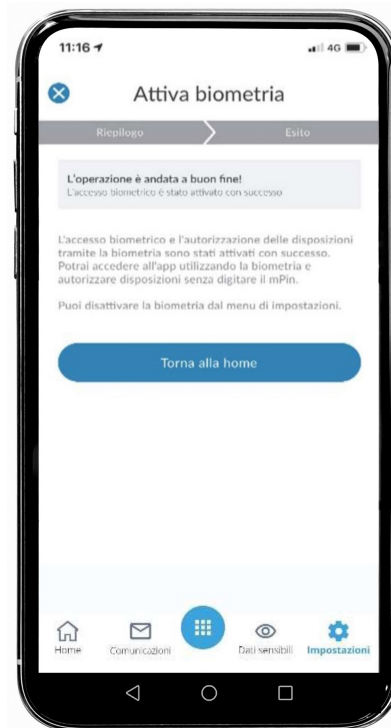 11:16
4G
Attiva biometria
Riepilogo
Esito
L'operazione è andata a buon fine!
L'accesso biometrico è stato attivato con successo
L'accesso biometrico e l'autorizzazione delle disposizioni
tramite la biometria sono stati attivati con successo.
Potrai accedere all'app utilizzando la biometria e
autorizzare disposizioni senza digitare il mPin.
Puoi disattivare la biometria dal menu di impostazioni.
Torna alla home
Home
Comunicazioni
Dati sensibili
Impostazioni